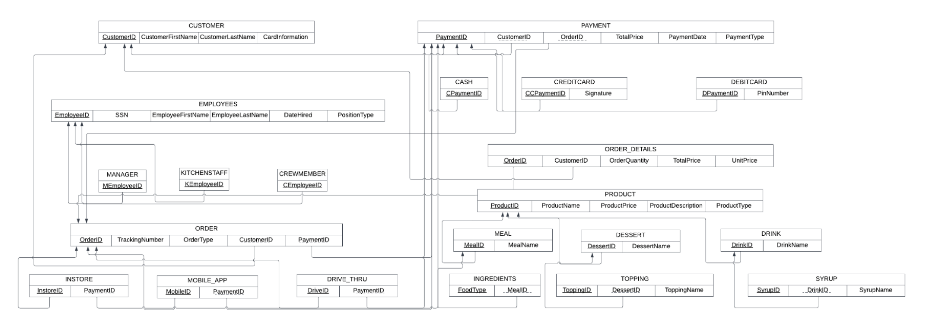 CUSTOMER
CustomerID CustomerFirstName CustomerLastName CardInformation
PAYMENT
PaymentID CustomerID OrderID TotalPrice PaymentDate PaymentType
CASH
CPaymentID
CREDITCARD
CCPaymentID Signature
DEBITCARD
DPaymentID PinNumber
EMPLOYEES
EmployeeID SSN EmployeeFirstName EmployeeLastName DateHired PositionType
ORDER_DETAILS
OrderID CustomerID OrderQuantity TotalPrice UnitPrice
MANAGER
MEmployeeID
KITCHENSTAFF
KEmployeeID
CREWMEMBER
CEmployeeID
PRODUCT
ProductID ProductName ProductPrice ProductDescription ProductType
ORDER
OrderID TrackingNumber OrderType CustomerID PaymentID
MEAL
MealID MealName
DESSERT
DessertID DessertName
DRINK
DrinkID DrinkName
INSTORE
InstoreID PaymentID
MOBILE_APP
MobileID PaymentID
DRIVE_THRU
DriveID PaymentID
INGREDIENTS
FoodType MealID
TOPPING
ToppingID DessertID ToppingName
SYRUP
SyrupID DrinkID SyrupName